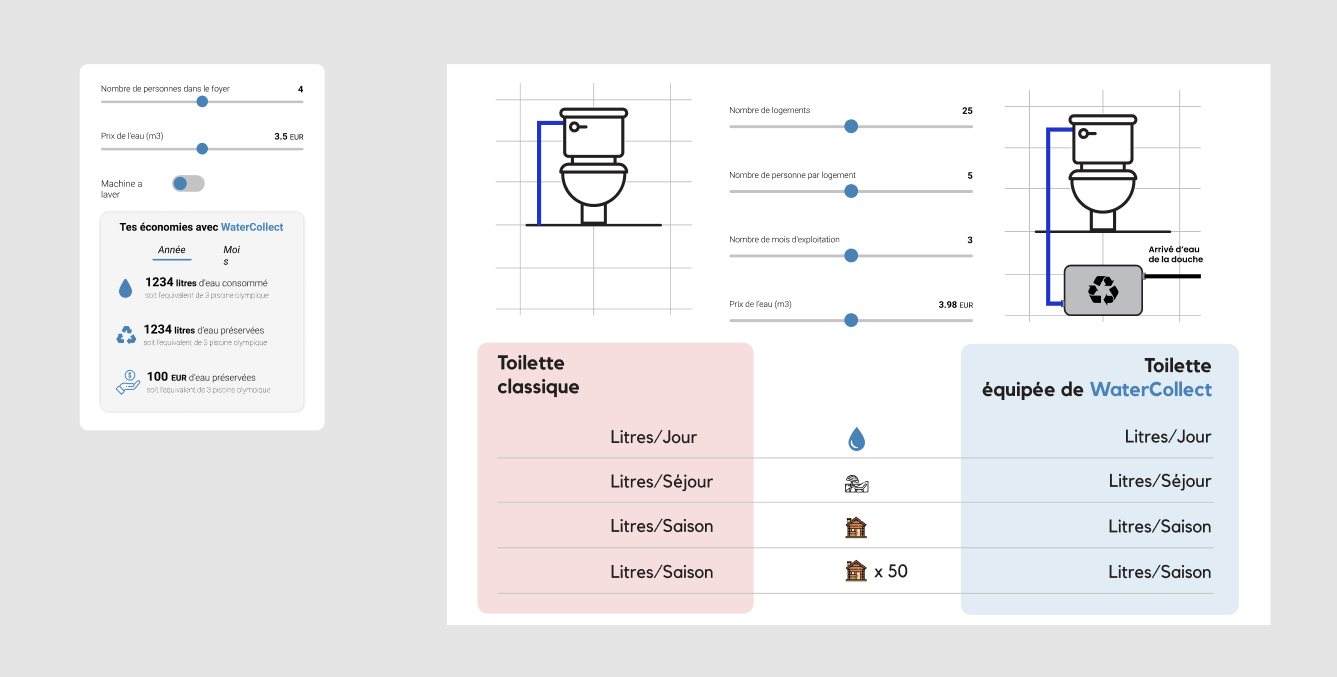 Nombre de personnes dans le foyer 4
Prix de l'eau (m3) 3.5 EUR
Machine a
laver
Tes économies avec WaterCollect
Année Moi
s
1234 litres d'eau consommé
soit l'equivalent de 3 piscine olympique
1234 litres d'eau préservées
soit l'equivalent de 3 piscine olympique
100 EUR d'eau préservées
soit l'equivalent de 3 piscine olympique
Nombre de logements 25
Nombre de personne par logement 5
Nombre de mois d'exploitation 3
Prix de l'eau (m3) 3.98 EUR
Arrivé d'eau
de la douche
Toilette
classique
Toilette
équipée de WaterCollect
Litres/Jour Litres/Jour
Litres/Séjour Litres/Séjour
Litres/Saison Litres/Saison
Litres/Saison x 50 Litres/Saison